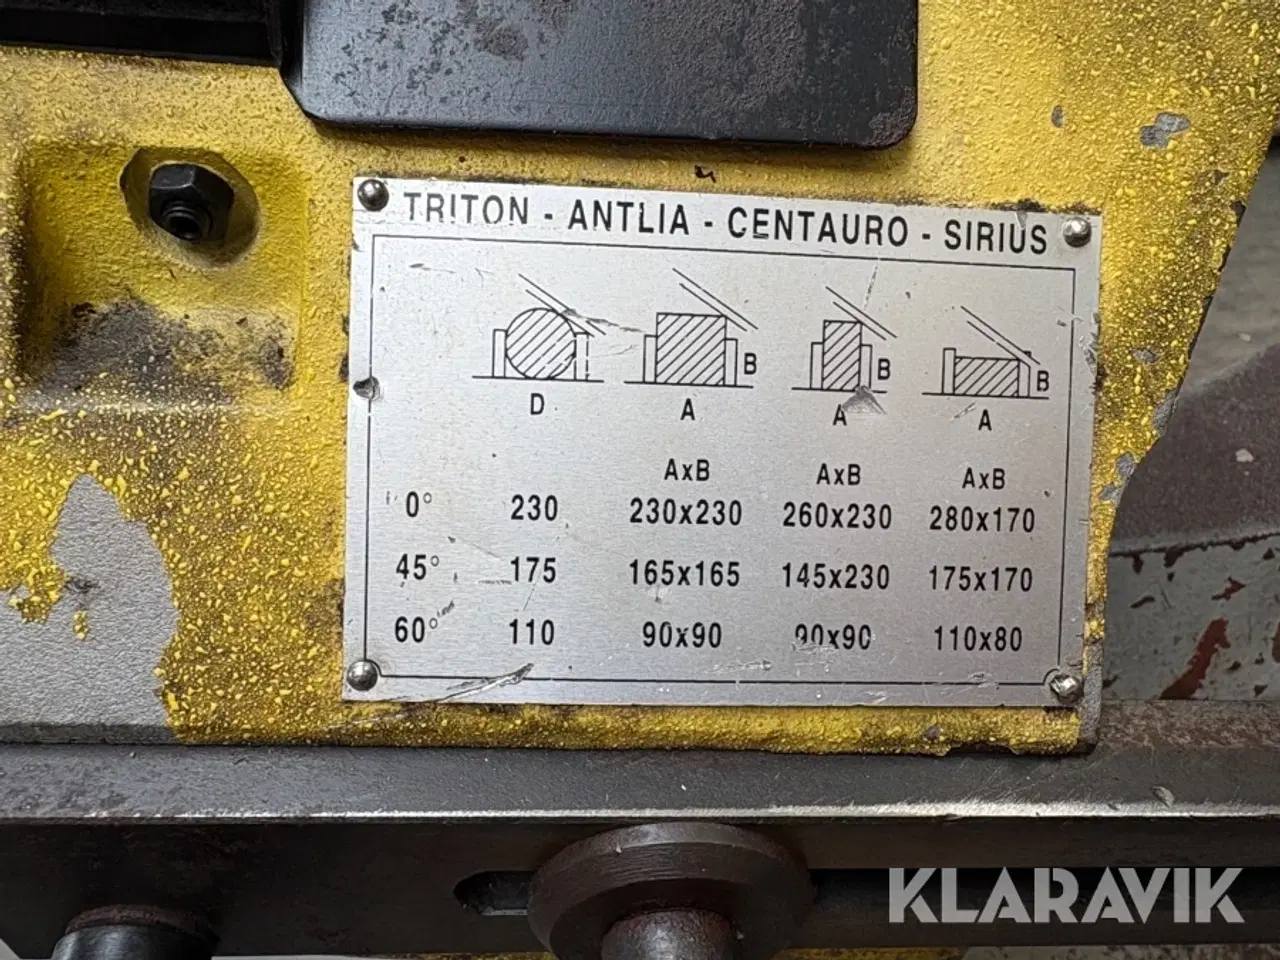 TRITON - ANTLIA - CENTAURO - SIRIUS
B B B
D A A A
AxB AxB AxB
0° 230 230x230 260x230 280x170
45° 175 165x165 145x230 175x170
60° 110 90x90 90x90 110x80
KLARAVIK